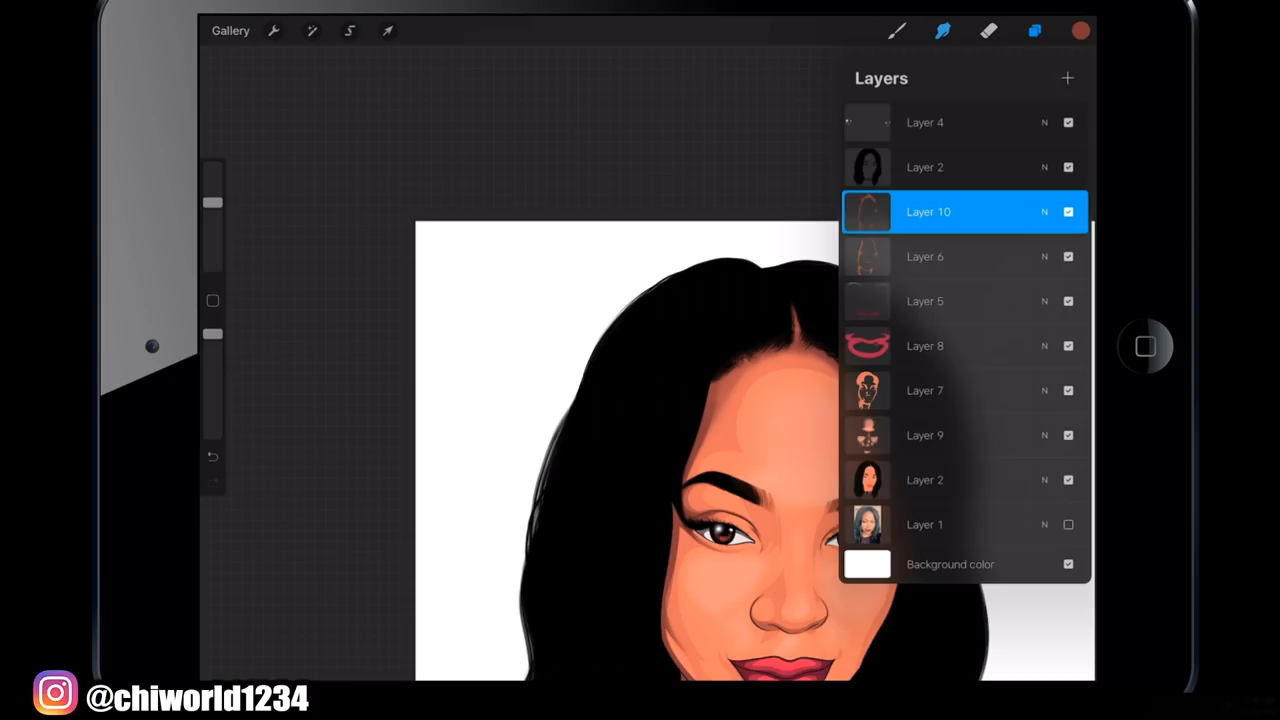 Gallery
Layers
Layer 4 N
Layer 2 N
Layer 10 N
Layer 6 N
Layer 5 N
Layer 8 N
Layer 7 N
Layer 9 N
Layer 2 N
Layer 1 N
Background color
@chiworld1234